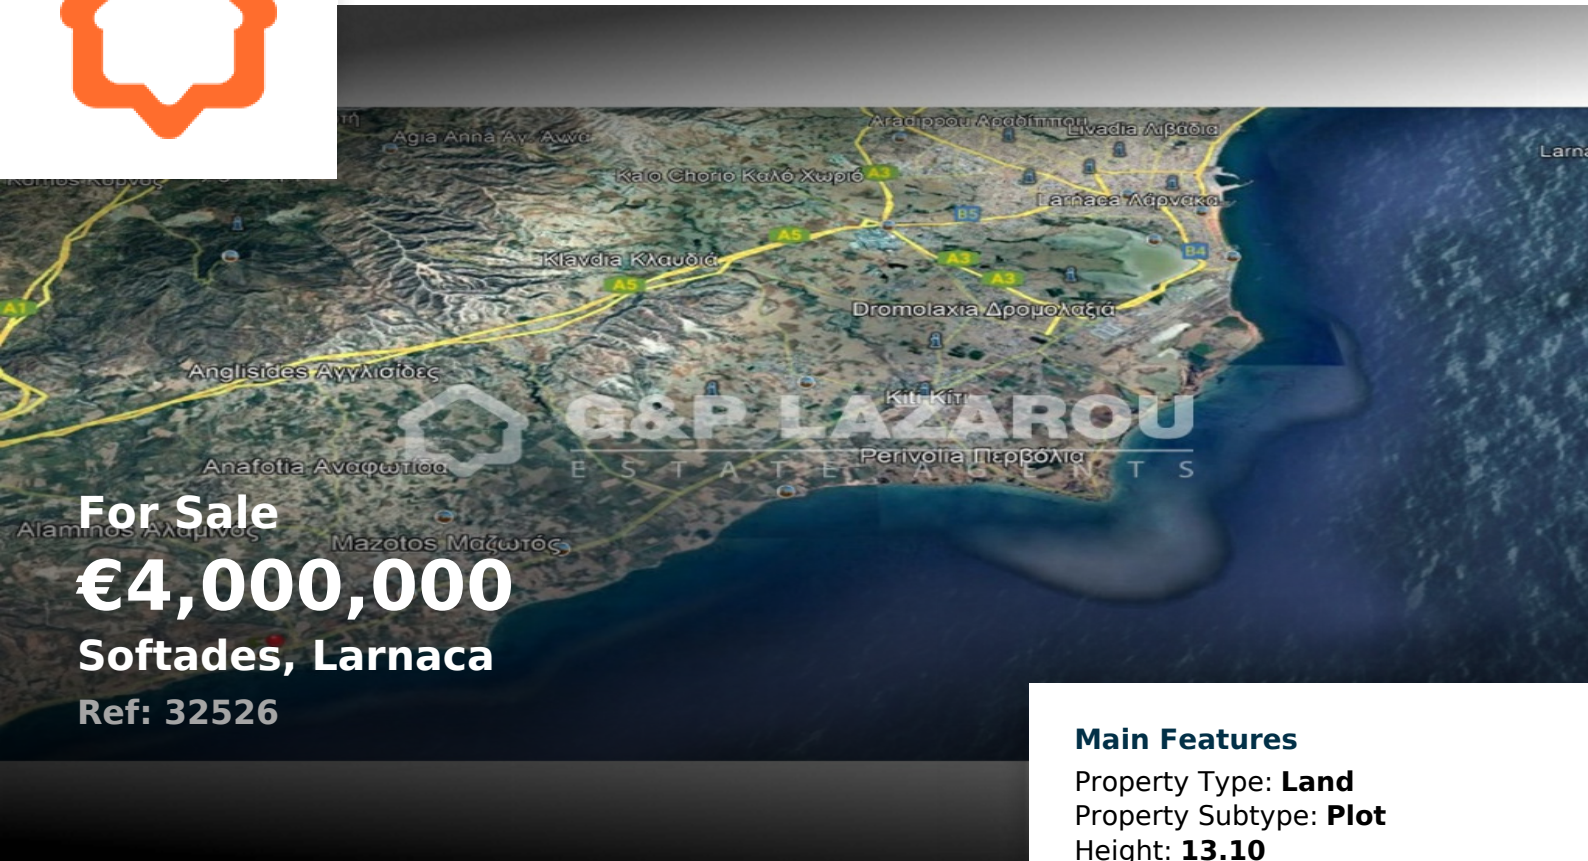 Agia Anna Αγ. Άννα
Aradippou Αραδίππου
Livadia Λιβάδια
Larna
Kornos Κόρνος
Kalo Chorio Καλό Χωριό
A3
Larnaca Λάρνακα
B5
A5
B4
Klavdia Κλαυδιά
A3
A3
A5
A1
Dromolaxia Δρομολαξιά
Anglisides Αγγλισίδες
Kiti Κίτι
G&P LAZAROU
ESTATE AGENTS
Perivolia Περβόλια
Anafotia Αναφωτίδα
For Sale
Alaminos Αλαμινός
Mazotos Μαζωτός
€4,000,000
Softades, Larnaca
Ref: 32526
Main Features
Property Type: Land
Property Subtype: Plot
Height: 13.10